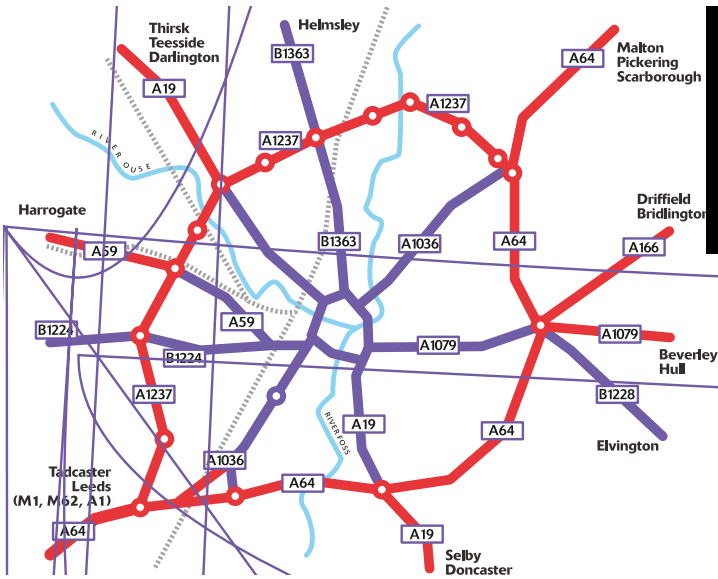 Thirsk
Teesside
Darlington
Helmsley
B1363
A64
Malton
Pickering
Scarborough
A19
A1237
A1237
RIVER OUSE
Harrogate
Driffield
Bridlington
A59
B1363
A1036
A64
A166
B1224
A59
B1224
A1079
A1079
Beverley
Hull
A1237
B1228
A19
RIVER FOSS
A64
Elvington
A1036
Tadcaster
Leeds
(M1, M62, A1)
A64
A64
A19
Selby
Doncaster